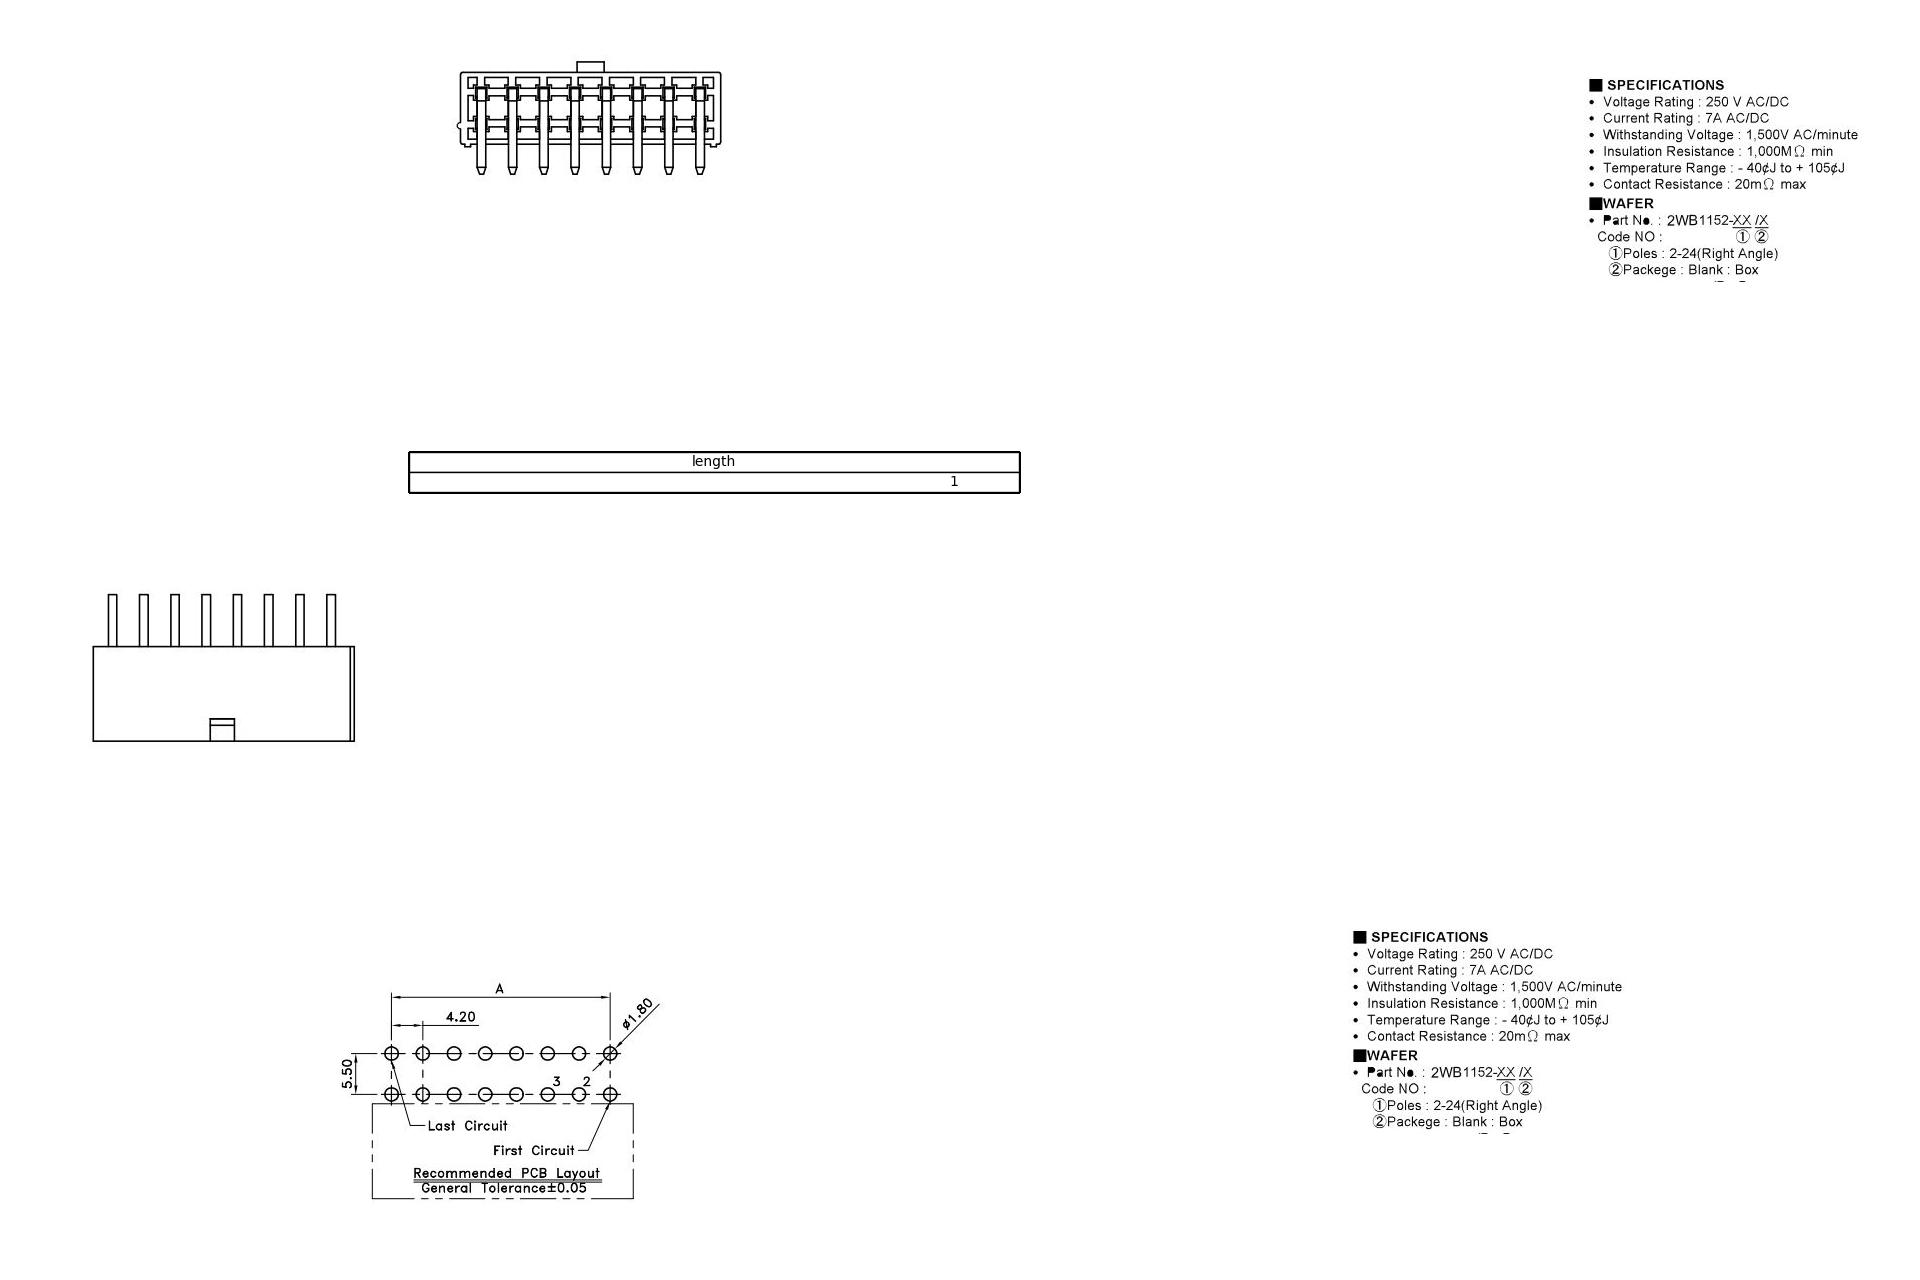 ■ SPECIFICATIONS
• Voltage Rating : 250 V AC/DC
• Current Rating : 7A AC/DC
• Withstanding Voltage : 1,500V AC/minute
• Insulation Resistance : 1,000MΩ min
• Temperature Range : - 40¢J to + 105¢J
• Contact Resistance : 20mΩ max
■WAFER
• Part No. : 2WB1152-XX /X
Code NO : ① ②
①Poles : 2-24(Right Angle)
②Packege : Blank : Box
length
1
■ SPECIFICATIONS
• Voltage Rating : 250 V AC/DC
• Current Rating : 7A AC/DC
• Withstanding Voltage : 1,500V AC/minute
• Insulation Resistance : 1,000MΩ min
• Temperature Range : - 40¢J to + 105¢J
• Contact Resistance : 20mΩ max
■WAFER
• Part No. : 2WB1152-XX /X
Code NO : ① ②
①Poles : 2-24(Right Angle)
②Packege : Blank : Box
A
4.20
ø1.80
5.50
3 2
Last Circuit
First Circuit
Recommended PCB Layout
General Tolerance±0.05